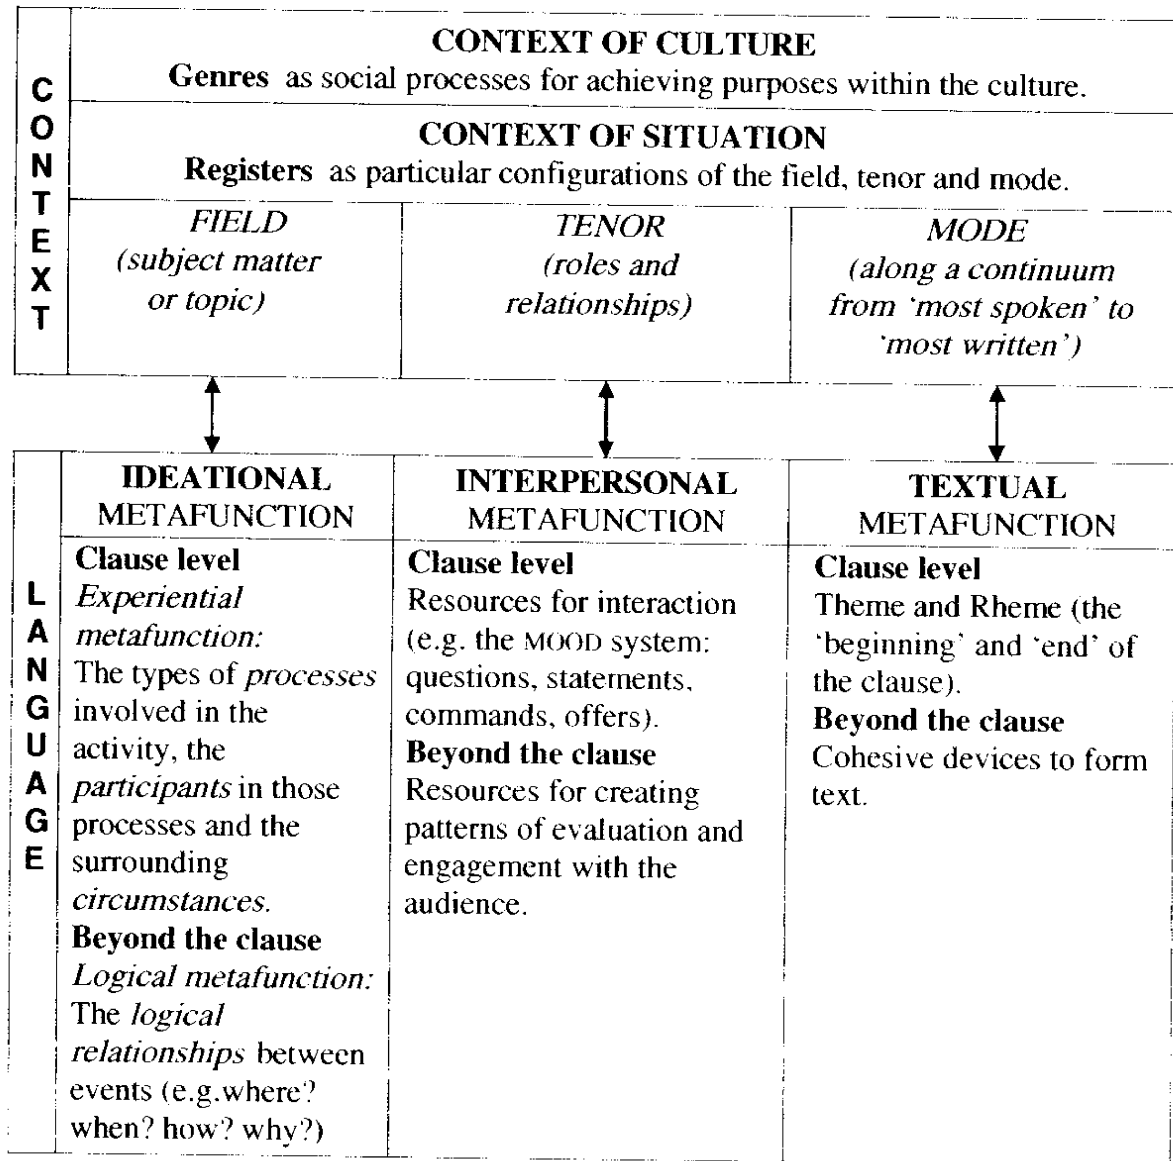 CONTEXT
CONTEXT OF CULTURE
Genres as social processes for achieving purposes within the culture.
CONTEXT OF SITUATION
Registers as particular configurations of the field, tenor and mode.
FIELD
(subject matter
or topic)
TENOR
(roles and
relationships)
MODE
(along a continuum
from ‘most spoken’ to
‘most written’)
LANGUAGE
IDEATIONAL
METAFUNCTION
Clause level
Experiential
metafunction:
The types of processes
involved in the
activity, the
participants in those
processes and the
surrounding
circumstances.
Beyond the clause
Logical metafunction:
The logical
relationships between
events (e.g.where?
when? how? why?)
INTERPERSONAL
METAFUNCTION
Clause level
Resources for interaction
(e.g. the MOOD system:
questions, statements,
commands, offers).
Beyond the clause
Resources for creating
patterns of evaluation and
engagement with the
audience.
TEXTUAL
METAFUNCTION
Clause level
Theme and Rheme (the
‘beginning’ and ‘end’ of
the clause).
Beyond the clause
Cohesive devices to form
text.